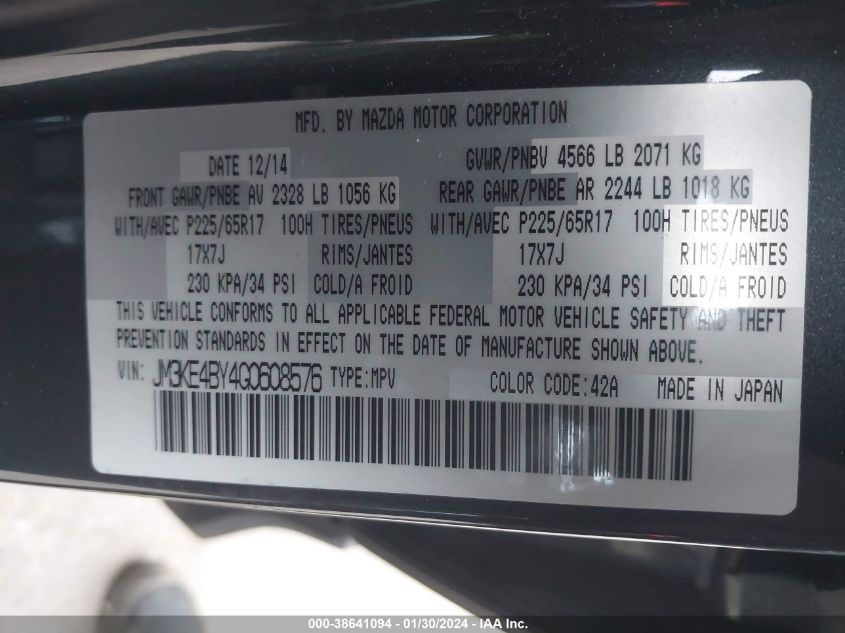 MFD. BY MAZDA MOTOR CORPORATION
DATE 12/14 GVWR/PNBV 4566 LB 2071 KG
FRONT GAWR/PNBE AV 2328 LB 1056 KG REAR GAWR/PNBE AR 2244 LB 1018 KG
WITH/AVEC P225/65R17 100H TIRES/PNEUS WITH/AVEC P225/65R17 100H TIRES/PNEUS
17X7J RIMS/JANTES 17X7J RIMS/JANTES
230 KPA/34 PSI COLD/A FROID 230 KPA/34 PSI COLD/A FROID
THIS VEHICLE CONFORMS TO ALL APPLICABLE FEDERAL MOTOR VEHICLE SAFETY AND THEFT
PREVENTION STANDARDS IN EFFECT ON THE DATE OF MANUFACTURE SHOWN ABOVE.
VIN: JM3KE4BY4G0608576 TYPE:MPV COLOR CODE:42A MADE IN JAPAN
000-38641094 - 01/30/2024 - IAA Inc.